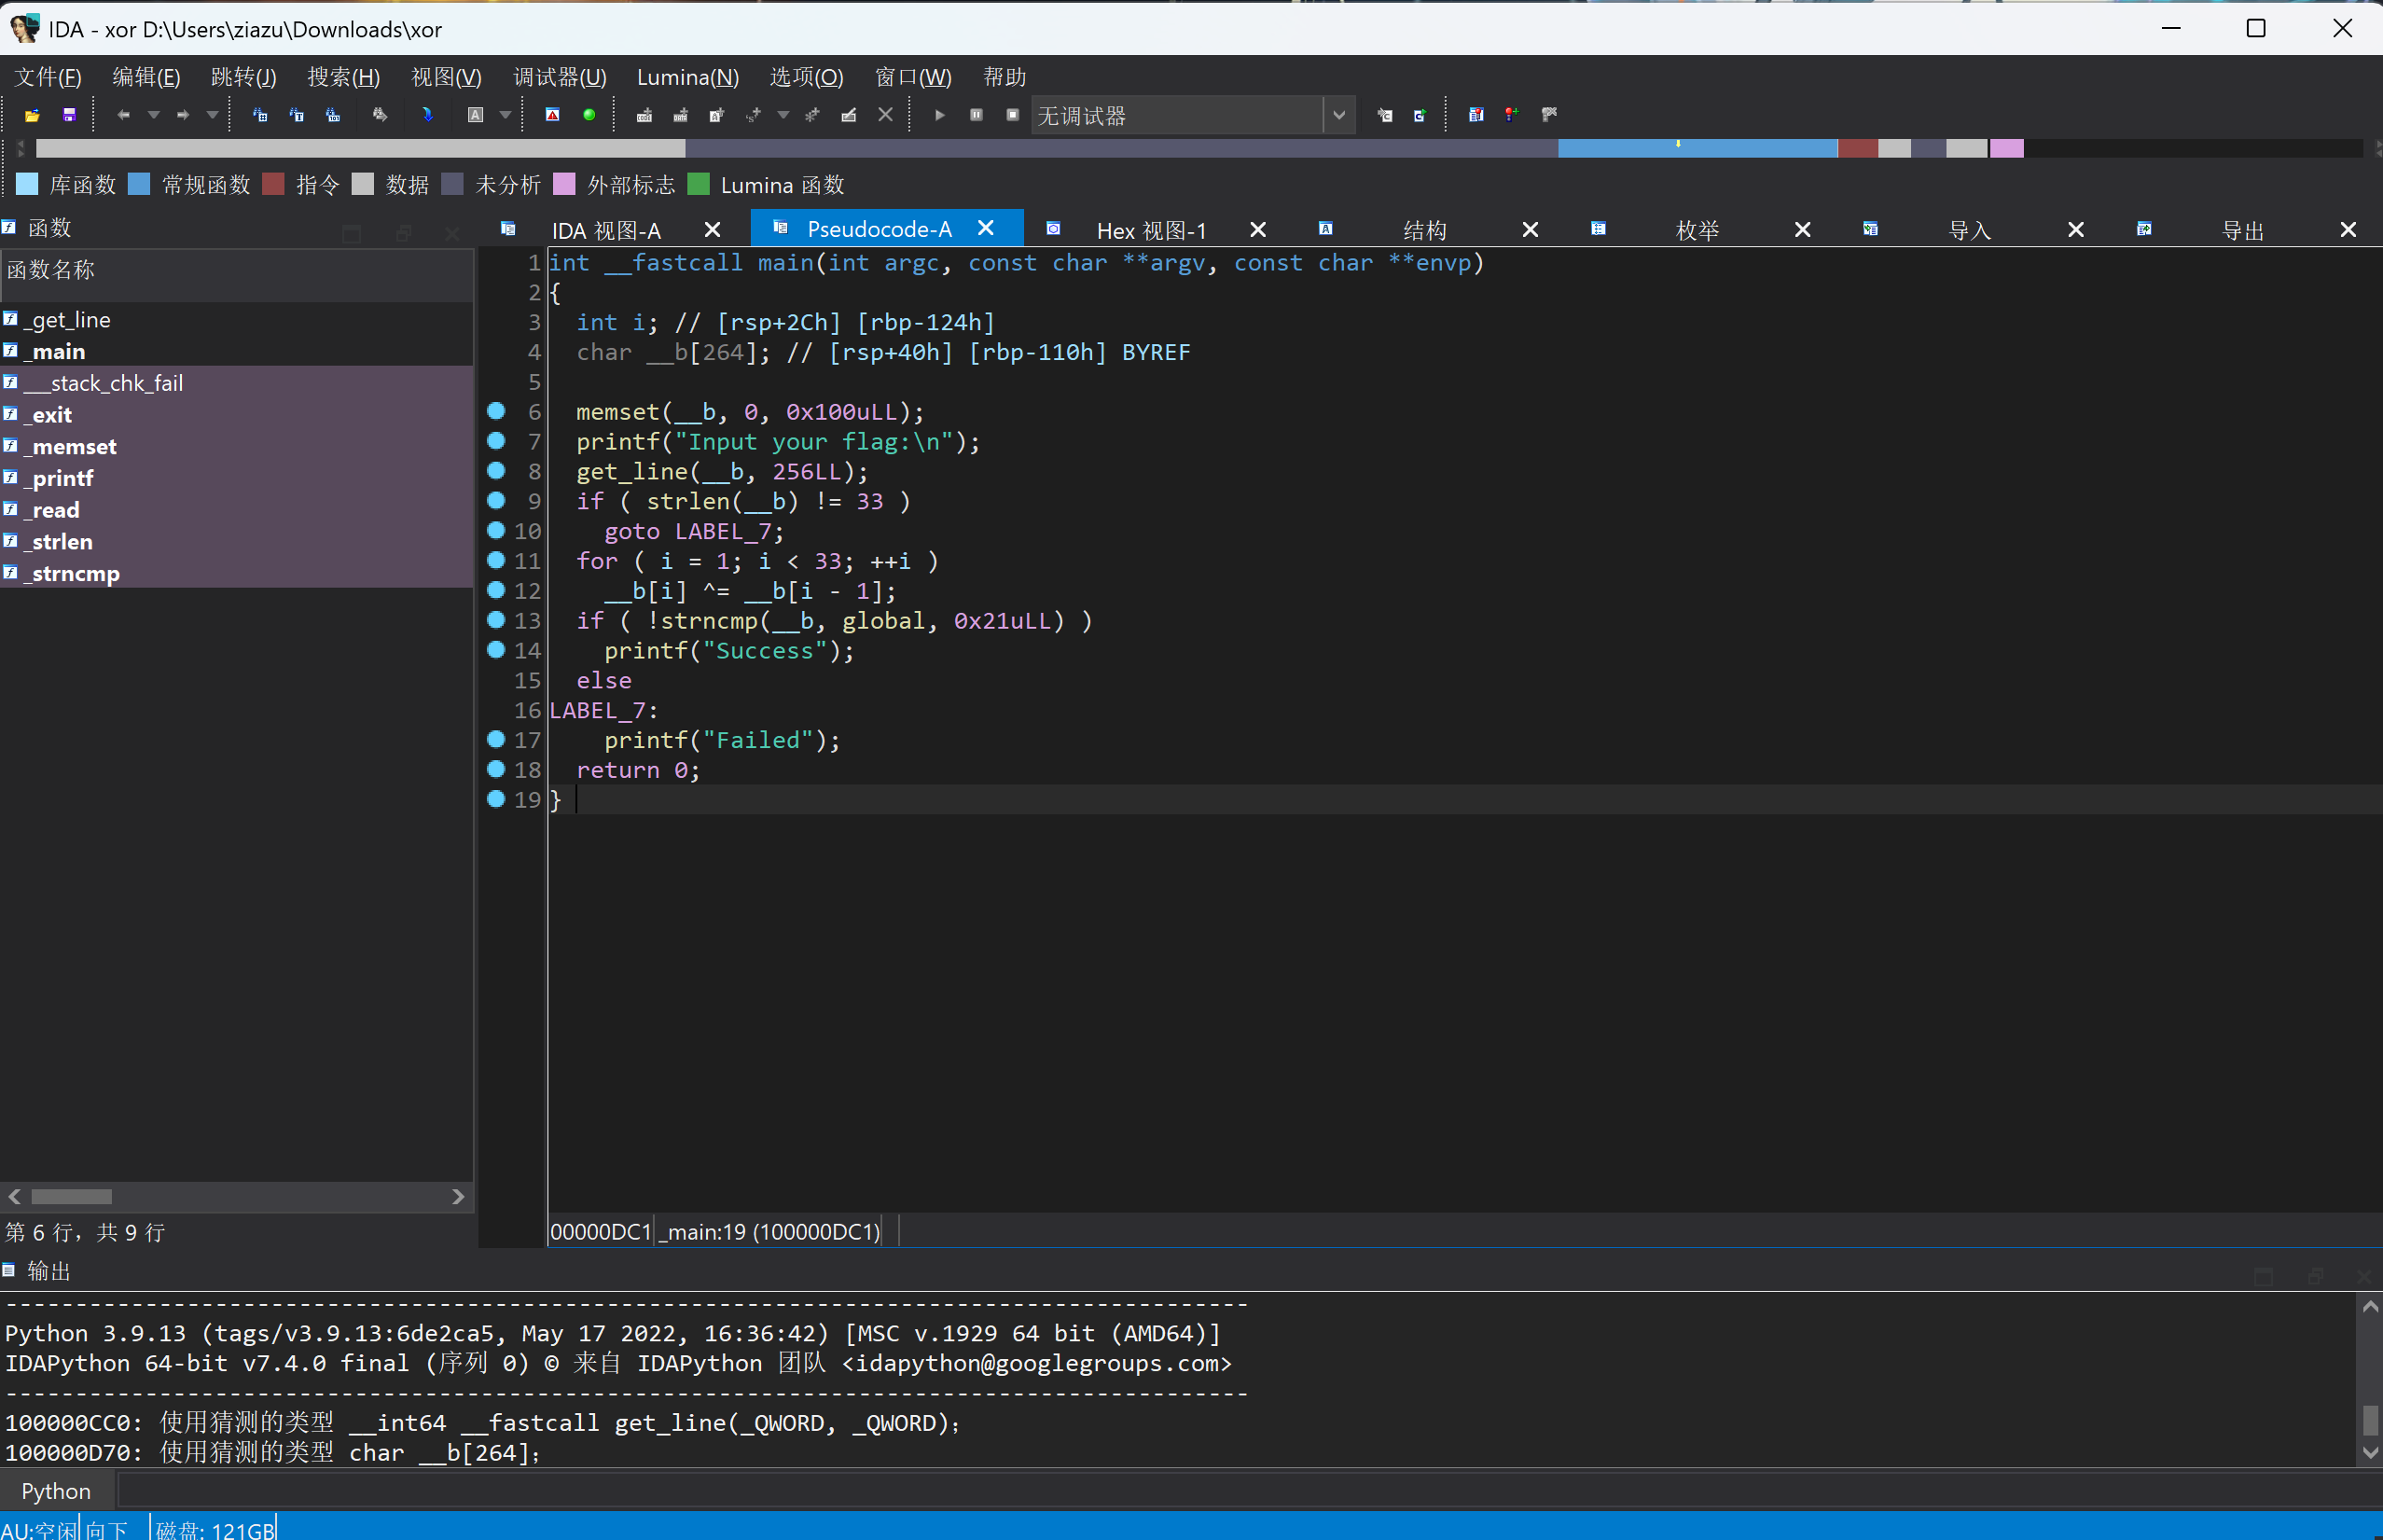 IDA - xor D:\Users\ziazu\Downloads\xor
文件(F) 编辑(E) 跳转(J) 搜索(H) 视图(V) 调试器(U) Lumina(N) 选项(O) 窗口(W) 帮助
无调试器
库函数 常规函数 指令 数据 未分析 外部标志 Lumina 函数
函数
IDA 视图-A Pseudocode-A Hex 视图-1 结构 枚举 导入 导出
函数名称
_get_line
_main
___stack_chk_fail
_exit
_memset
_printf
_read
_strlen
_strncmp
第 6 行，共 9 行
1 int __fastcall main(int argc, const char **argv, const char **envp)
2 {
3 int i; // [rsp+2Ch] [rbp-124h]
4 char __b[264]; // [rsp+40h] [rbp-110h] BYREF
5
6 memset(__b, 0, 0x100uLL);
7 printf("Input your flag:\n");
8 get_line(__b, 256LL);
9 if ( strlen(__b) != 33 )
10 goto LABEL_7;
11 for ( i = 1; i < 33; ++i )
12 __b[i] ^= __b[i - 1];
13 if ( !strncmp(__b, global, 0x21uLL) )
14 printf("Success");
15 else
16 LABEL_7:
17 printf("Failed");
18 return 0;
19 }
00000DC1 _main:19 (100000DC1)
输出
-----------------------------------------------------------------------------------------
Python 3.9.13 (tags/v3.9.13:6de2ca5, May 17 2022, 16:36:42) [MSC v.1929 64 bit (AMD64)]
IDAPython 64-bit v7.4.0 final (序列 0) © 来自 IDAPython 团队 <idapython@googlegroups.com>
-----------------------------------------------------------------------------------------
100000CC0: 使用猜测的类型 __int64 __fastcall get_line(_QWORD, _QWORD);
100000D70: 使用猜测的类型 char __b[264];
Python
AU:空闲 向下 磁盘: 121GB